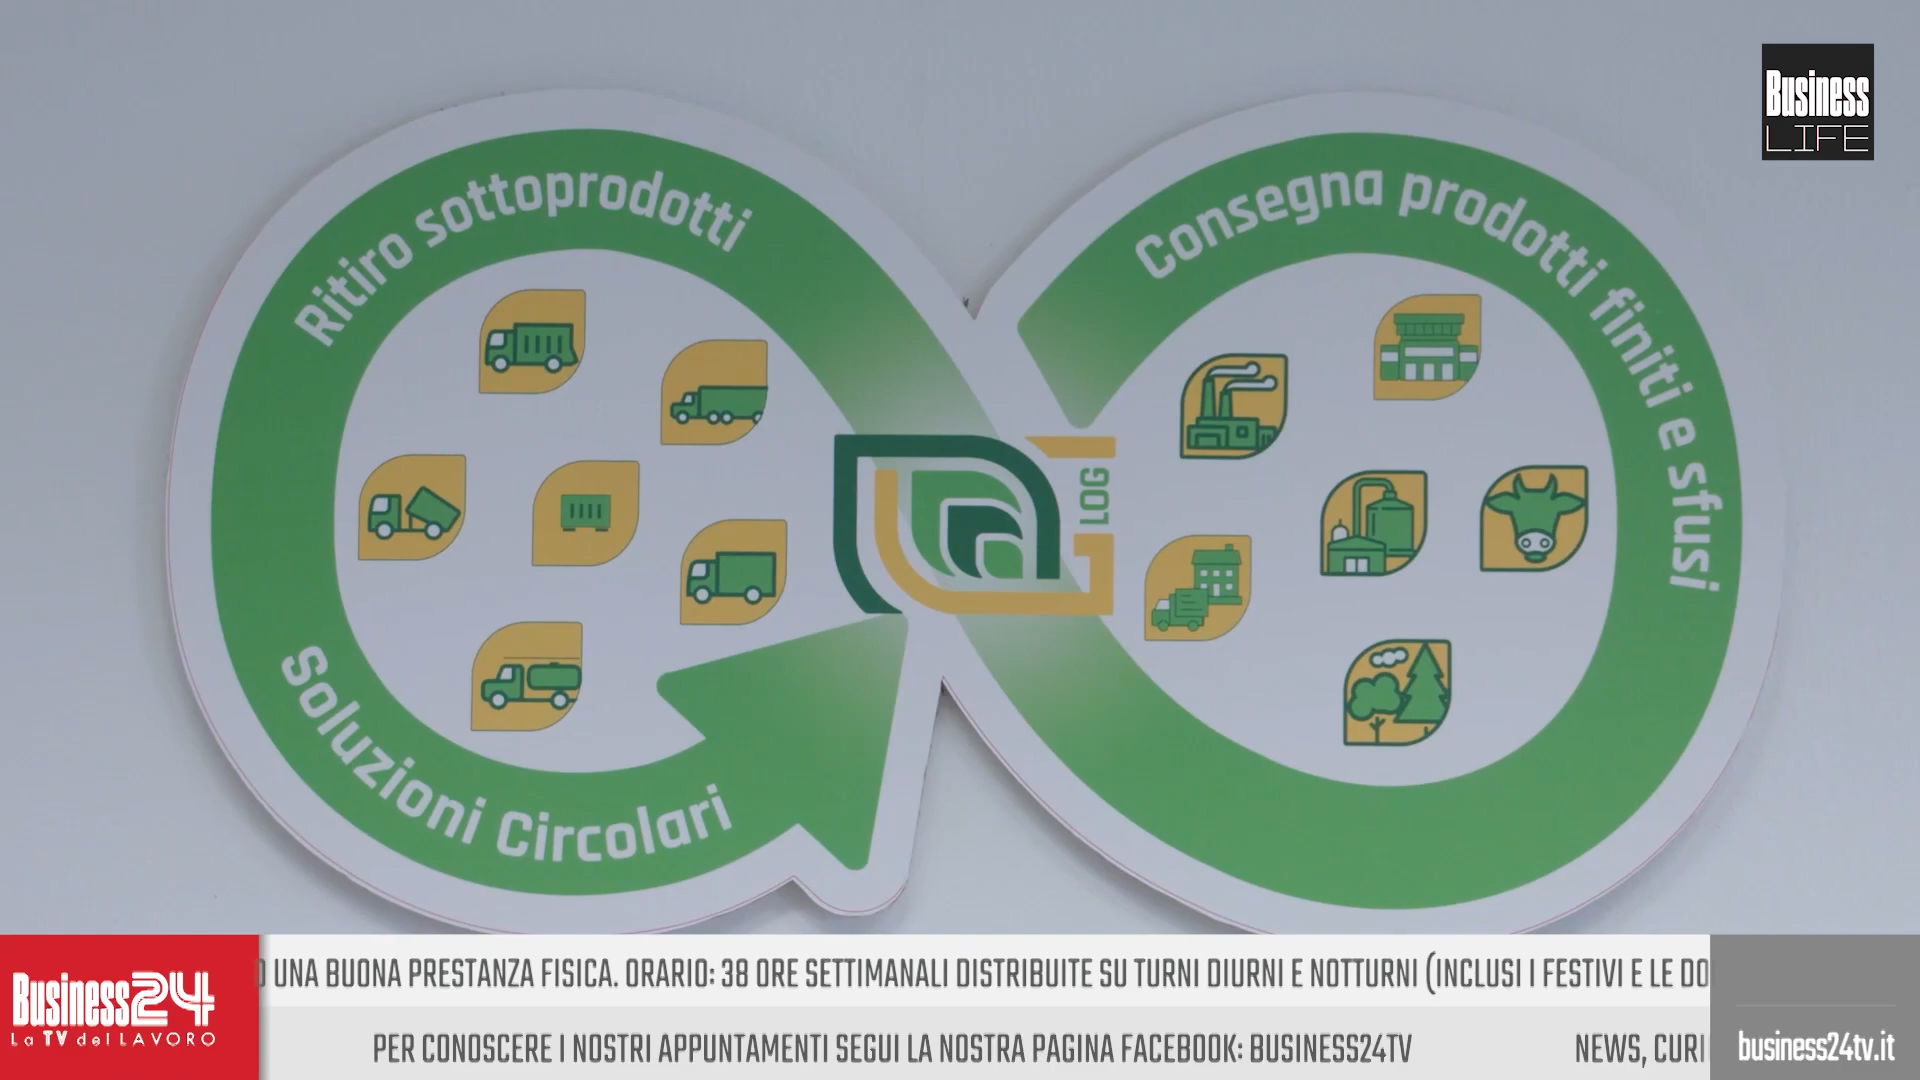 Business
LIFE
Ritiro sottoprodotti
Consegna prodotti finiti e sfusi
LOG
Soluzioni Circolari
UNA BUONA PRESTANZA FISICA. ORARIO: 38 ORE SETTIMANALI DISTRIBUITE SU TURNI DIURNI E NOTTURNI (INCLUSI I FESTIVI E LE
Business24
La TV del LAVORO
PER CONOSCERE I NOSTRI APPUNTAMENTI SEGUI LA NOSTRA PAGINA FACEBOOK: BUSINESS24TV
NEWS,
business24tv.it